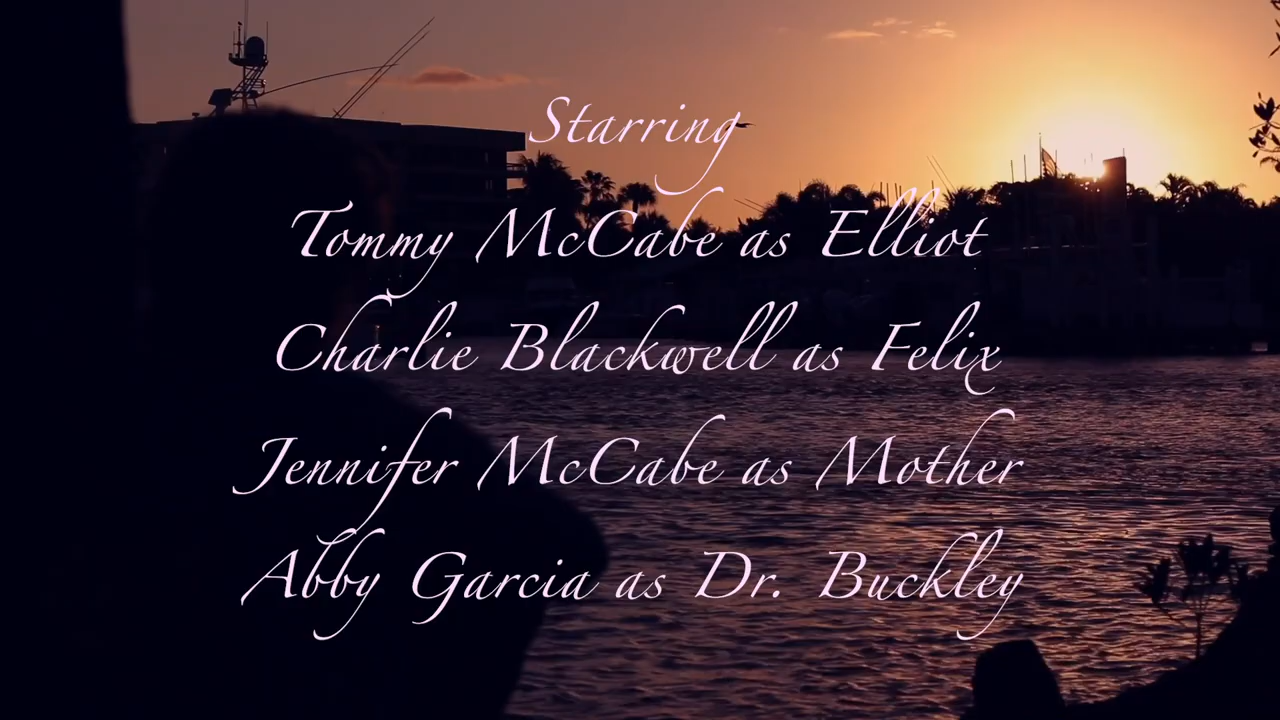 Starring
Tommy McCabe as Elliot
Charlie Blackwell as Felix
Jennifer McCabe as Mother
Abby Garcia as Dr. Buckley